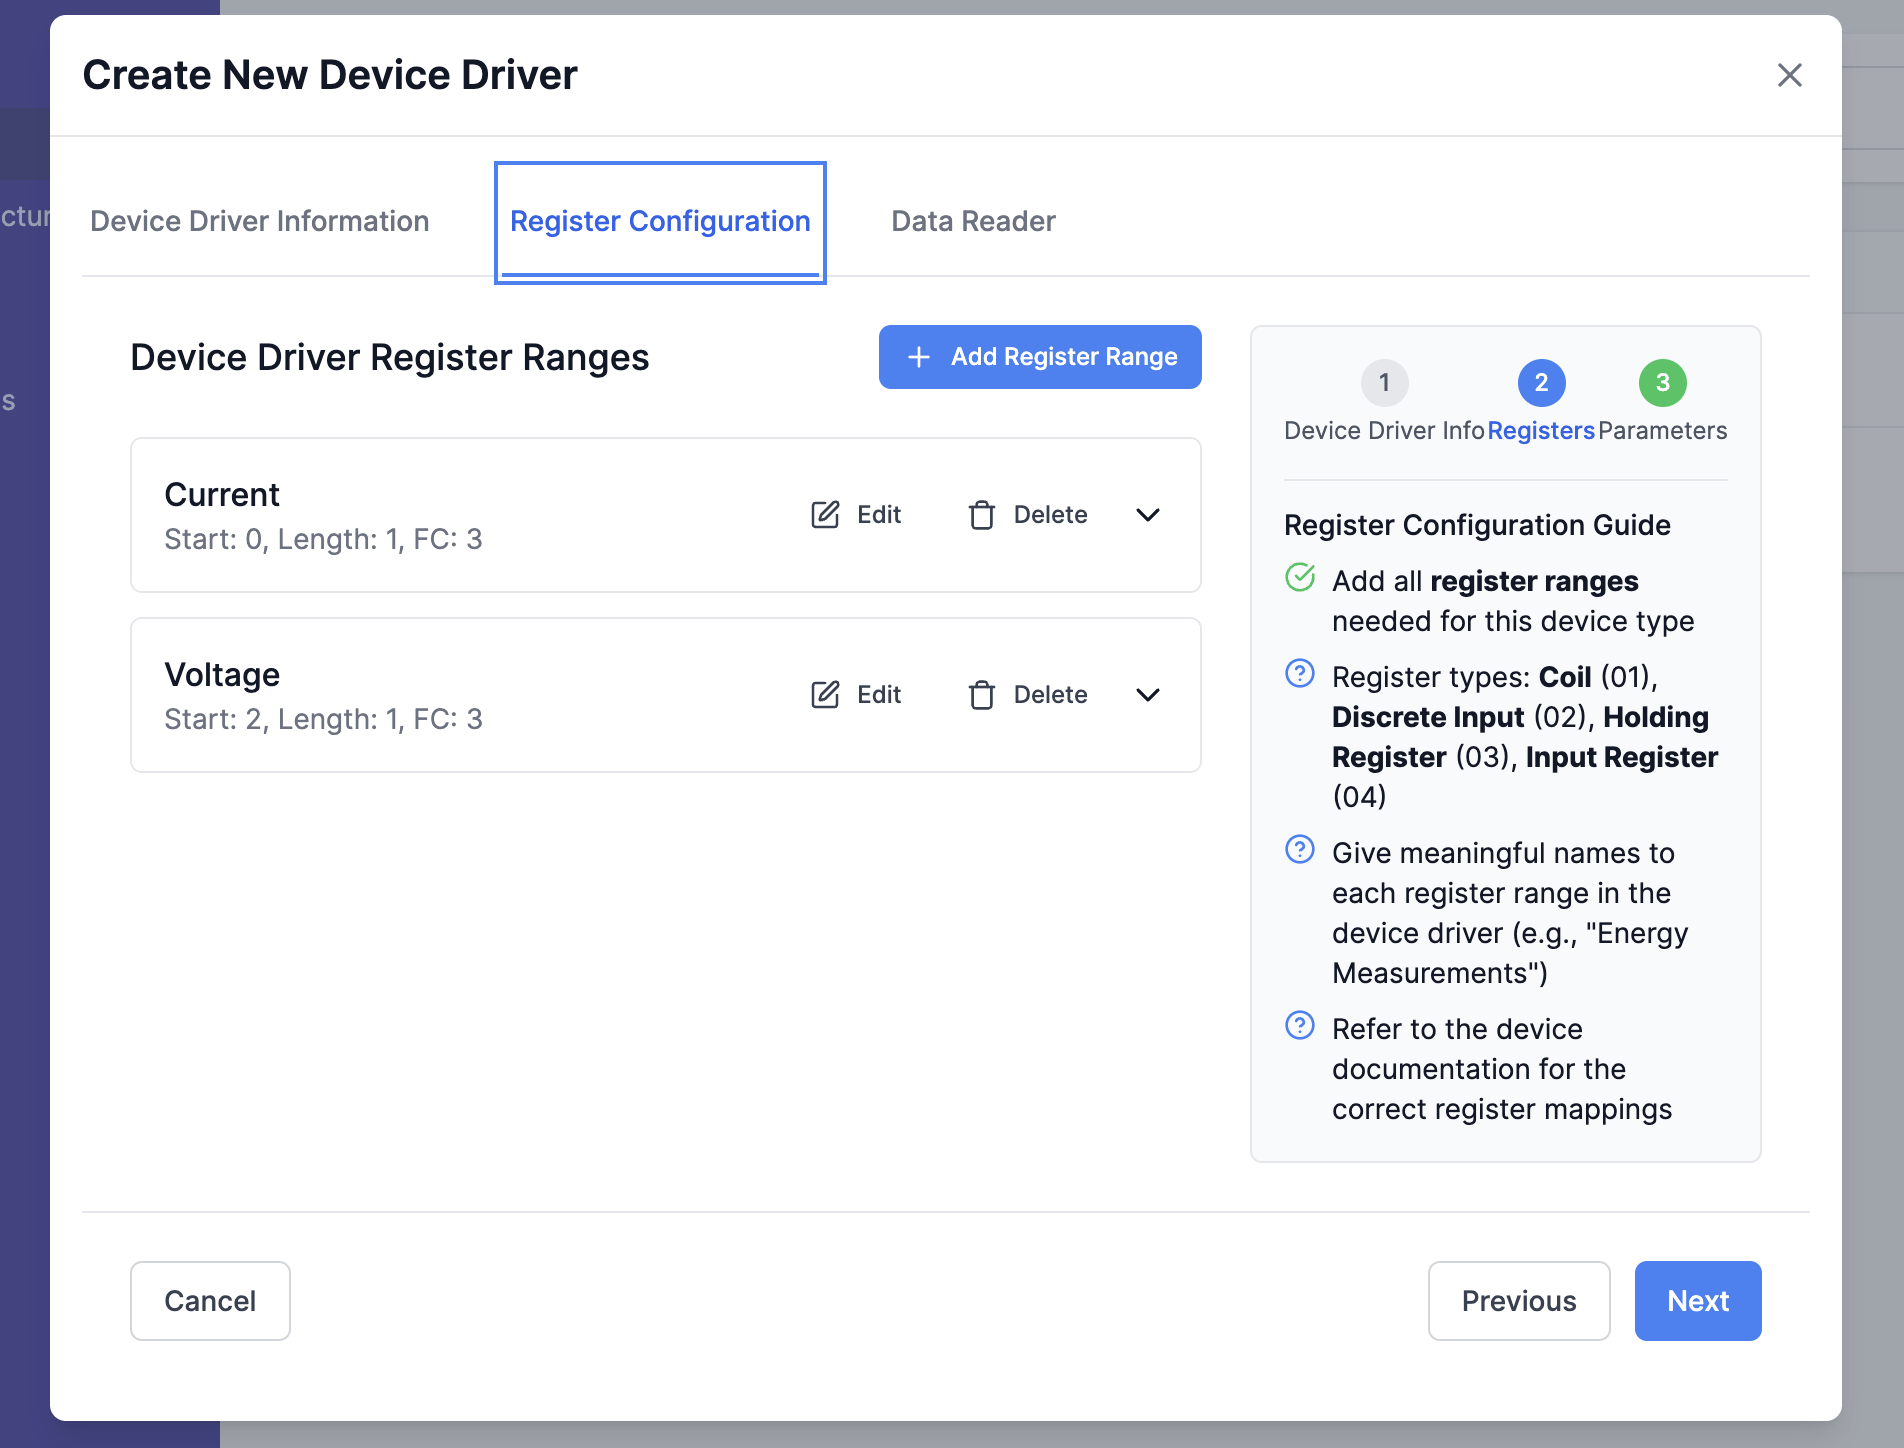 Create New Device Driver
Device Driver Information
Register Configuration
Data Reader
ctur
s
Device Driver Register Ranges
Add Register Range
Current
Start: 0, Length: 1, FC: 3
Edit
Delete
Voltage
Start: 2, Length: 1, FC: 3
Edit
Delete
1
2
3
Device Driver Info
Registers
Parameters
Register Configuration Guide
Add all register ranges
needed for this device type
Register types: Coil (01),
Discrete Input (02), Holding
Register (03), Input Register
(04)
Give meaningful names to
each register range in the
device driver (e.g., "Energy
Measurements")
Refer to the device
documentation for the
correct register mappings
Cancel
Previous
Next